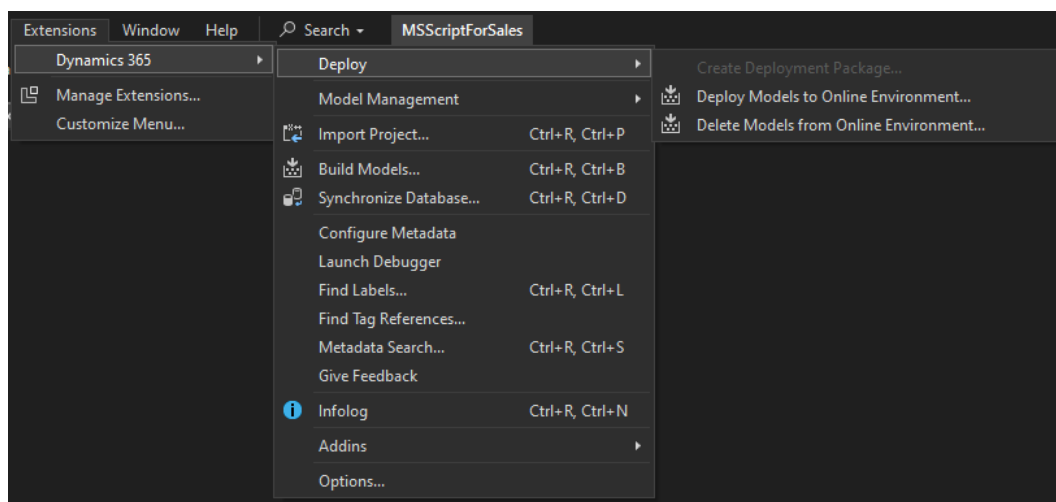 Extensions Window Help Search MSScriptForSales
Dynamics 365
Manage Extensions...
Customize Menu...
Deploy
Model Management
Import Project... Ctrl+R, Ctrl+P
Build Models... Ctrl+R, Ctrl+B
Synchronize Database... Ctrl+R, Ctrl+D
Configure Metadata
Launch Debugger
Find Labels... Ctrl+R, Ctrl+L
Find Tag References...
Metadata Search... Ctrl+R, Ctrl+S
Give Feedback
Infolog Ctrl+R, Ctrl+N
Addins
Options...
Create Deployment Package...
Deploy Models to Online Environment...
Delete Models from Online Environment...